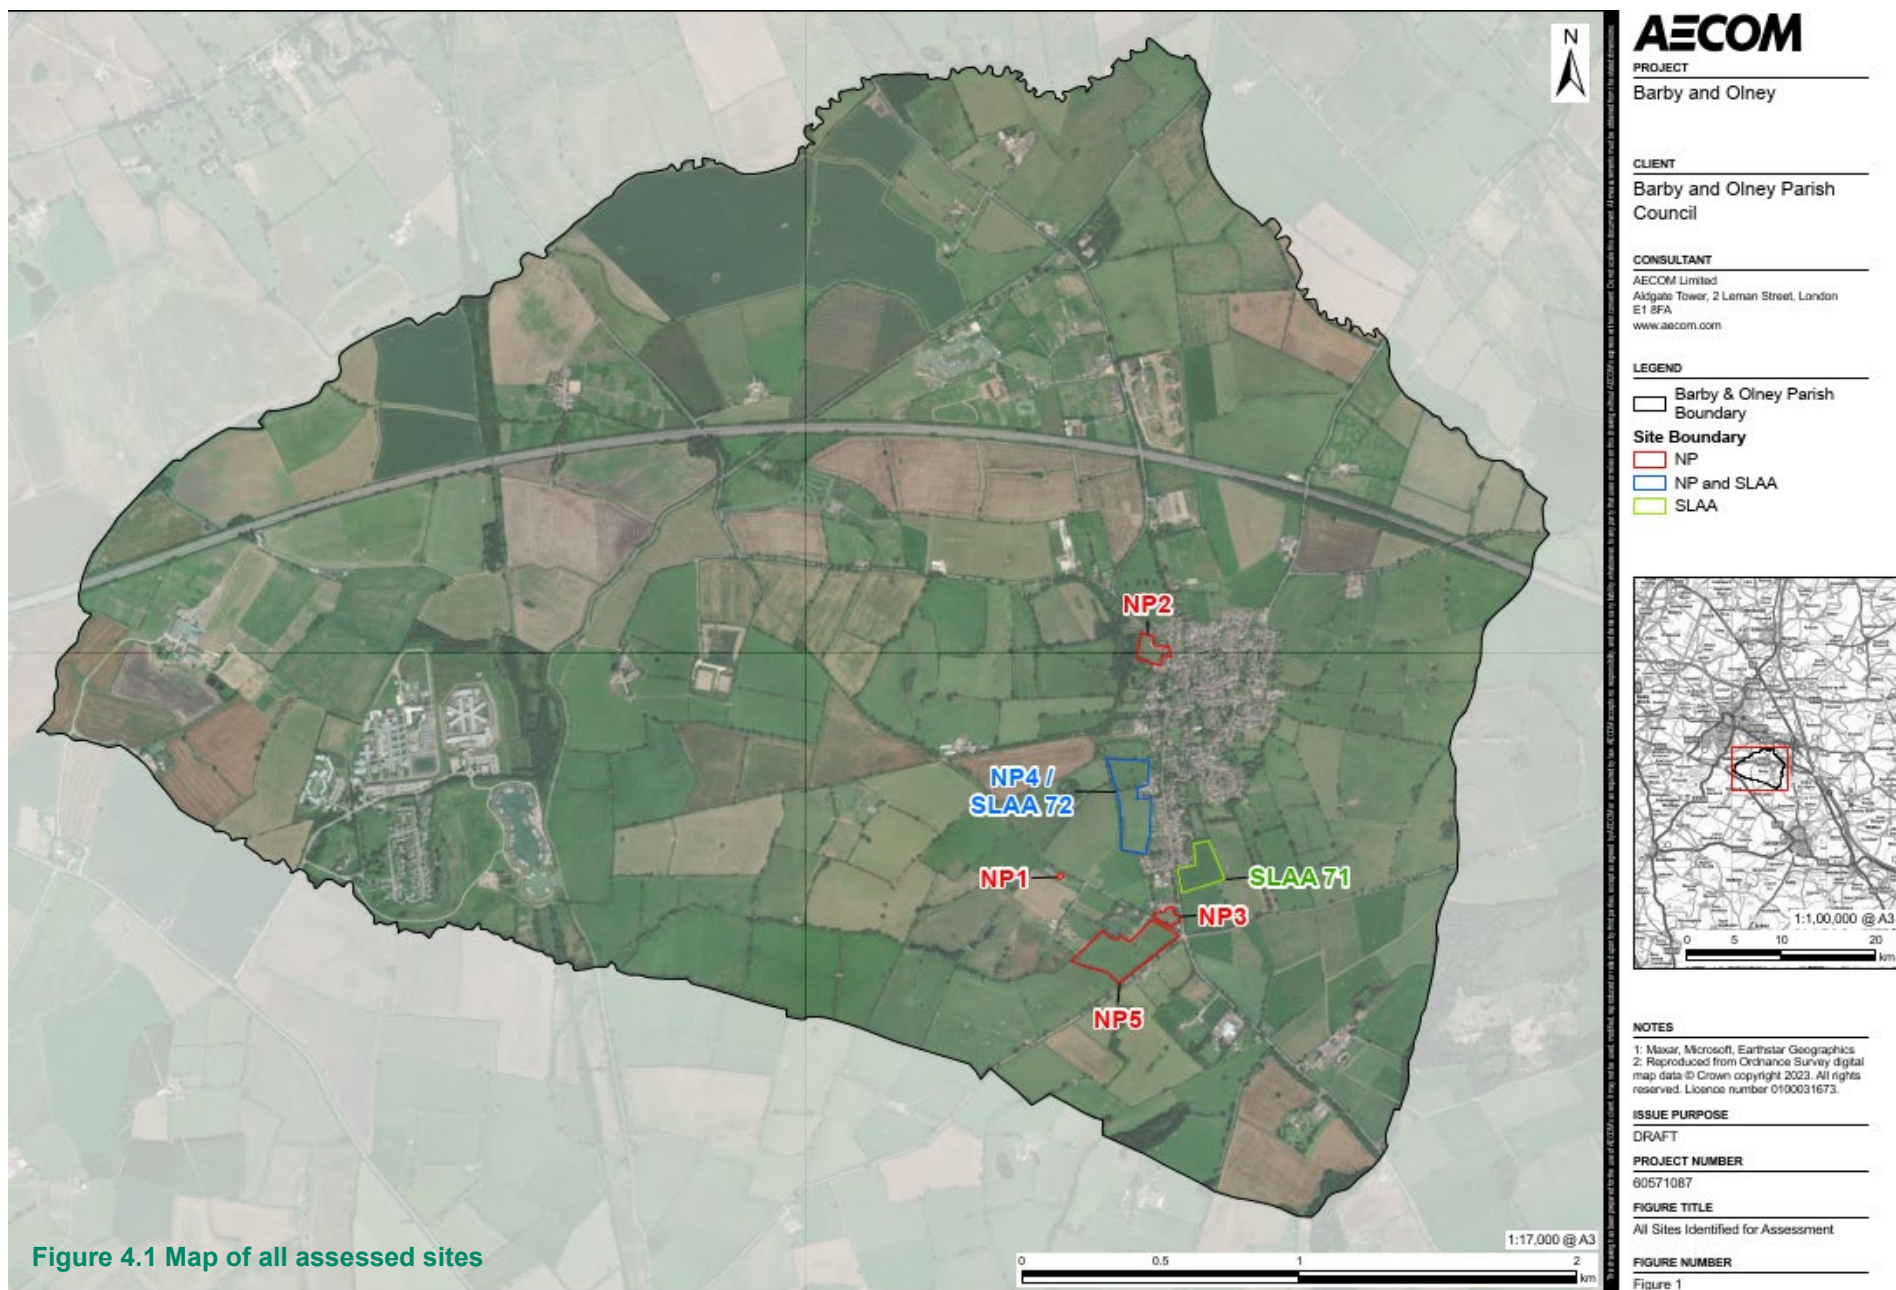 N
NP2
NP4 /
SLAA 72
NP1
SLAA 71
NP3
NP5
Figure 4.1 Map of all assessed sites
1:17,000 @ A3
0 0.5 1 2
km
AECOM
PROJECT
Barby and Olney
CLIENT
Barby and Olney Parish
Council
CONSULTANT
AECOM Limited
Aldgate Tower, 2 Leman Street, London
E1 8FA
www.aecom.com
LEGEND
Barby & Olney Parish
Boundary
Site Boundary
NP
NP and SLAA
SLAA
1:1,00,000 @ A3
0 5 10 20
km
NOTES
1: Maxar, Microsoft, Earthstar Geographics
2: Reproduced from Ordnance Survey digital
map data © Crown copyright 2023. All rights
reserved. Licence number 0100031673.
ISSUE PURPOSE
DRAFT
PROJECT NUMBER
60571087
FIGURE TITLE
All Sites Identified for Assessment
FIGURE NUMBER
Figure 1